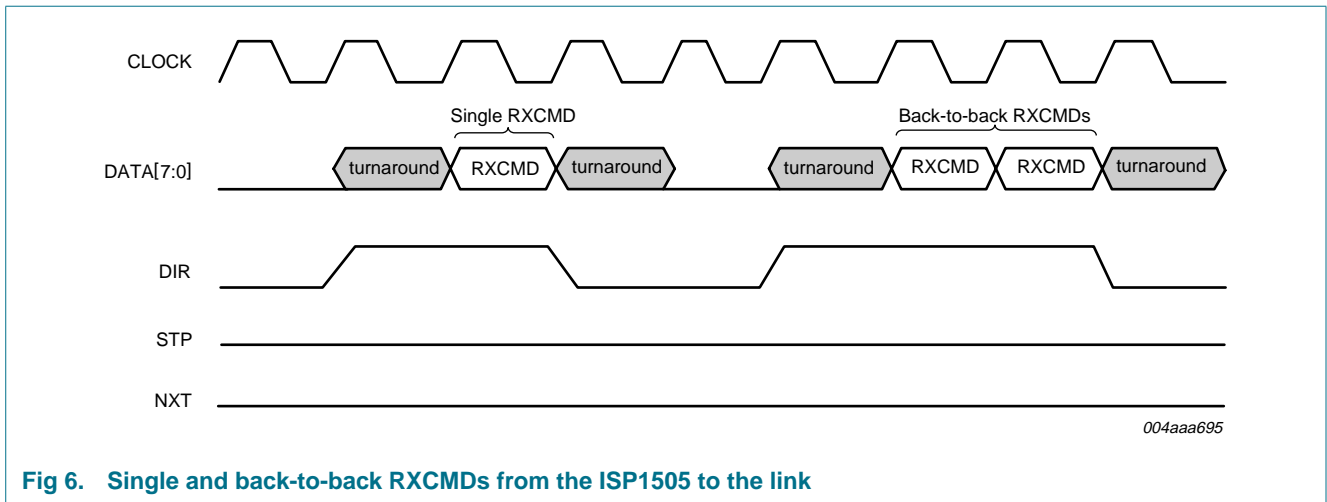 CLOCK
Single RXCMD
Back-to-back RXCMDs
DATA[7:0]
turnaround
RXCMD
turnaround
turnaround
RXCMD
RXCMD
turnaround
DIR
STP
NXT
004aaa695
Fig 6. Single and back-to-back RXCMDs from the ISP1505 to the link